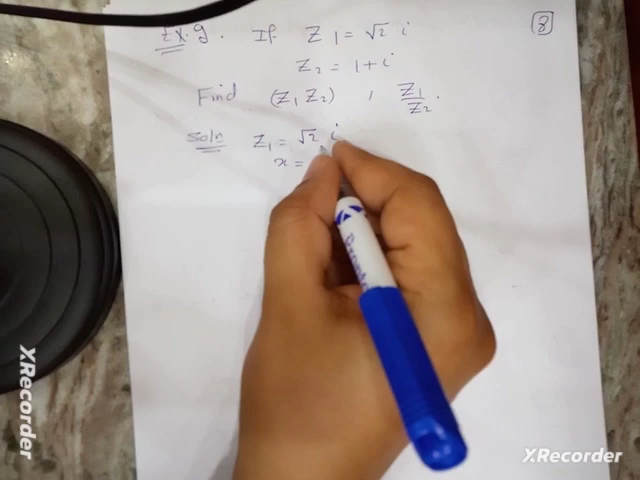 Ex.9. If Z1 = √2 i
8
Z2 = 1 + i
Find (Z1 Z2) , Z1/Z2.
Soln Z1 = √2 i
x =
XRecorder
XRecorder